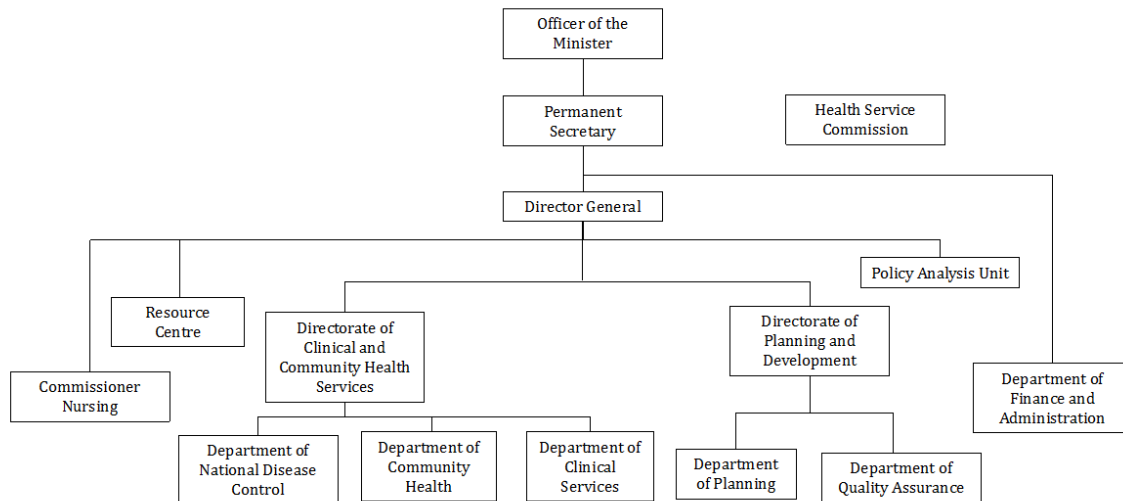 Officer of the
Minister
Permanent
Secretary
Health Service
Commission
Director General
Policy Analysis Unit
Resource
Centre
Directorate of
Clinical and
Community Health
Services
Directorate of
Planning and
Development
Commissioner
Nursing
Department of
Finance and
Administration
Department of
National Disease
Control
Department of
Community
Health
Department of
Clinical
Services
Department
of Planning
Department of
Quality Assurance